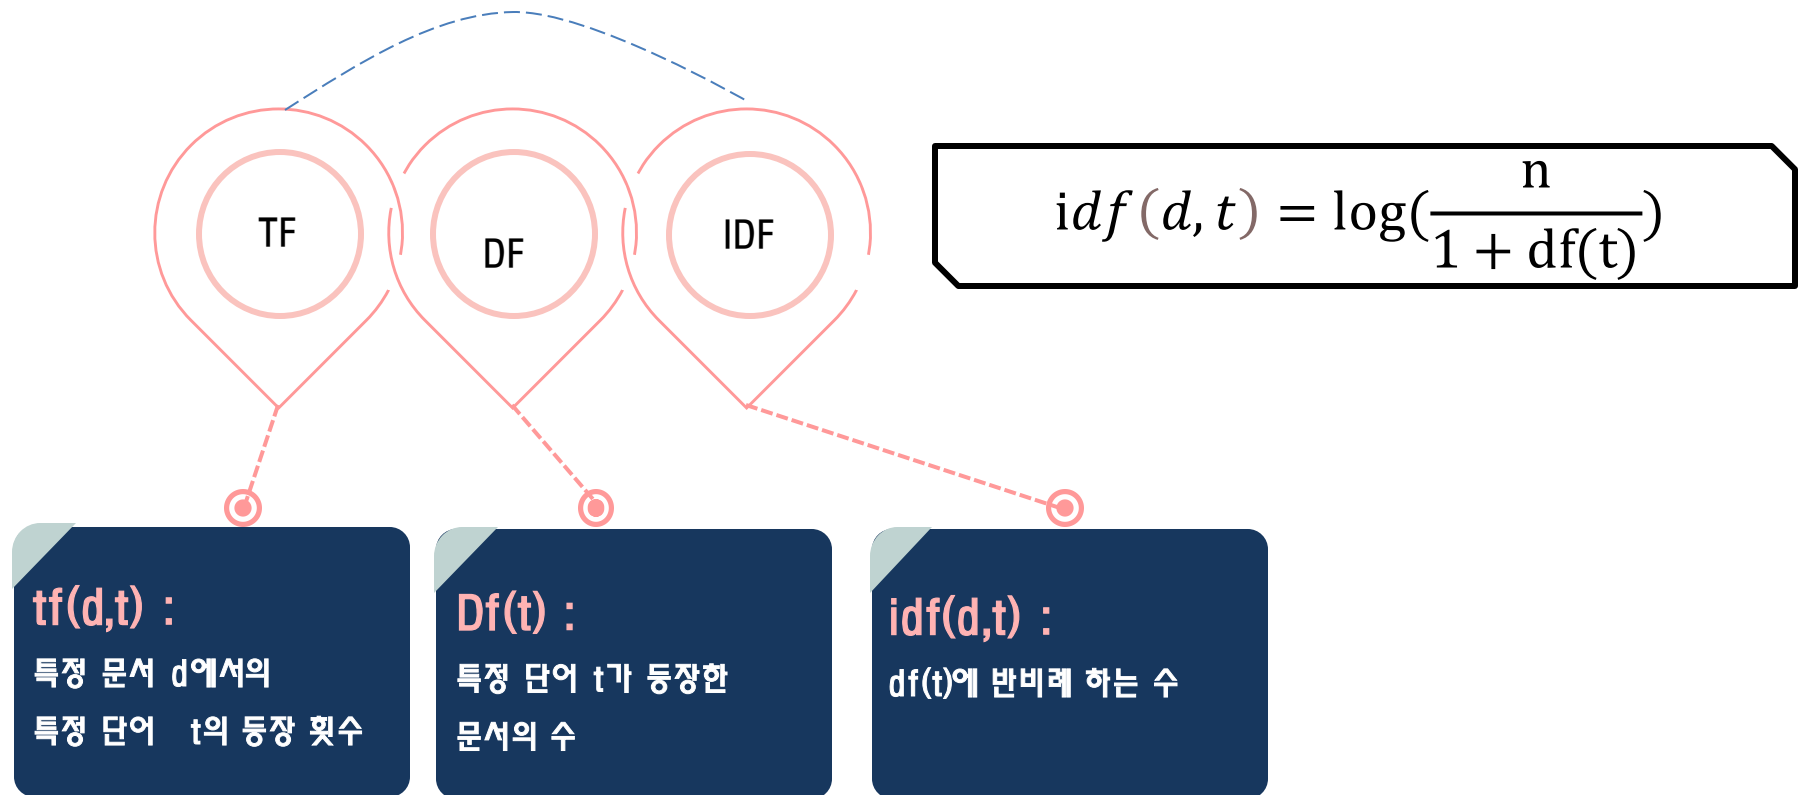 TF
DF
IDF
idf(d, t) = log(n / 1 + df(t))
tf(d,t) :
특정 문서 d에서의
특정 단어 t의 등장 횟수
Df(t) :
특정 단어 t가 등장한
문서의 수
idf(d,t) :
df(t)에 반비례 하는 수